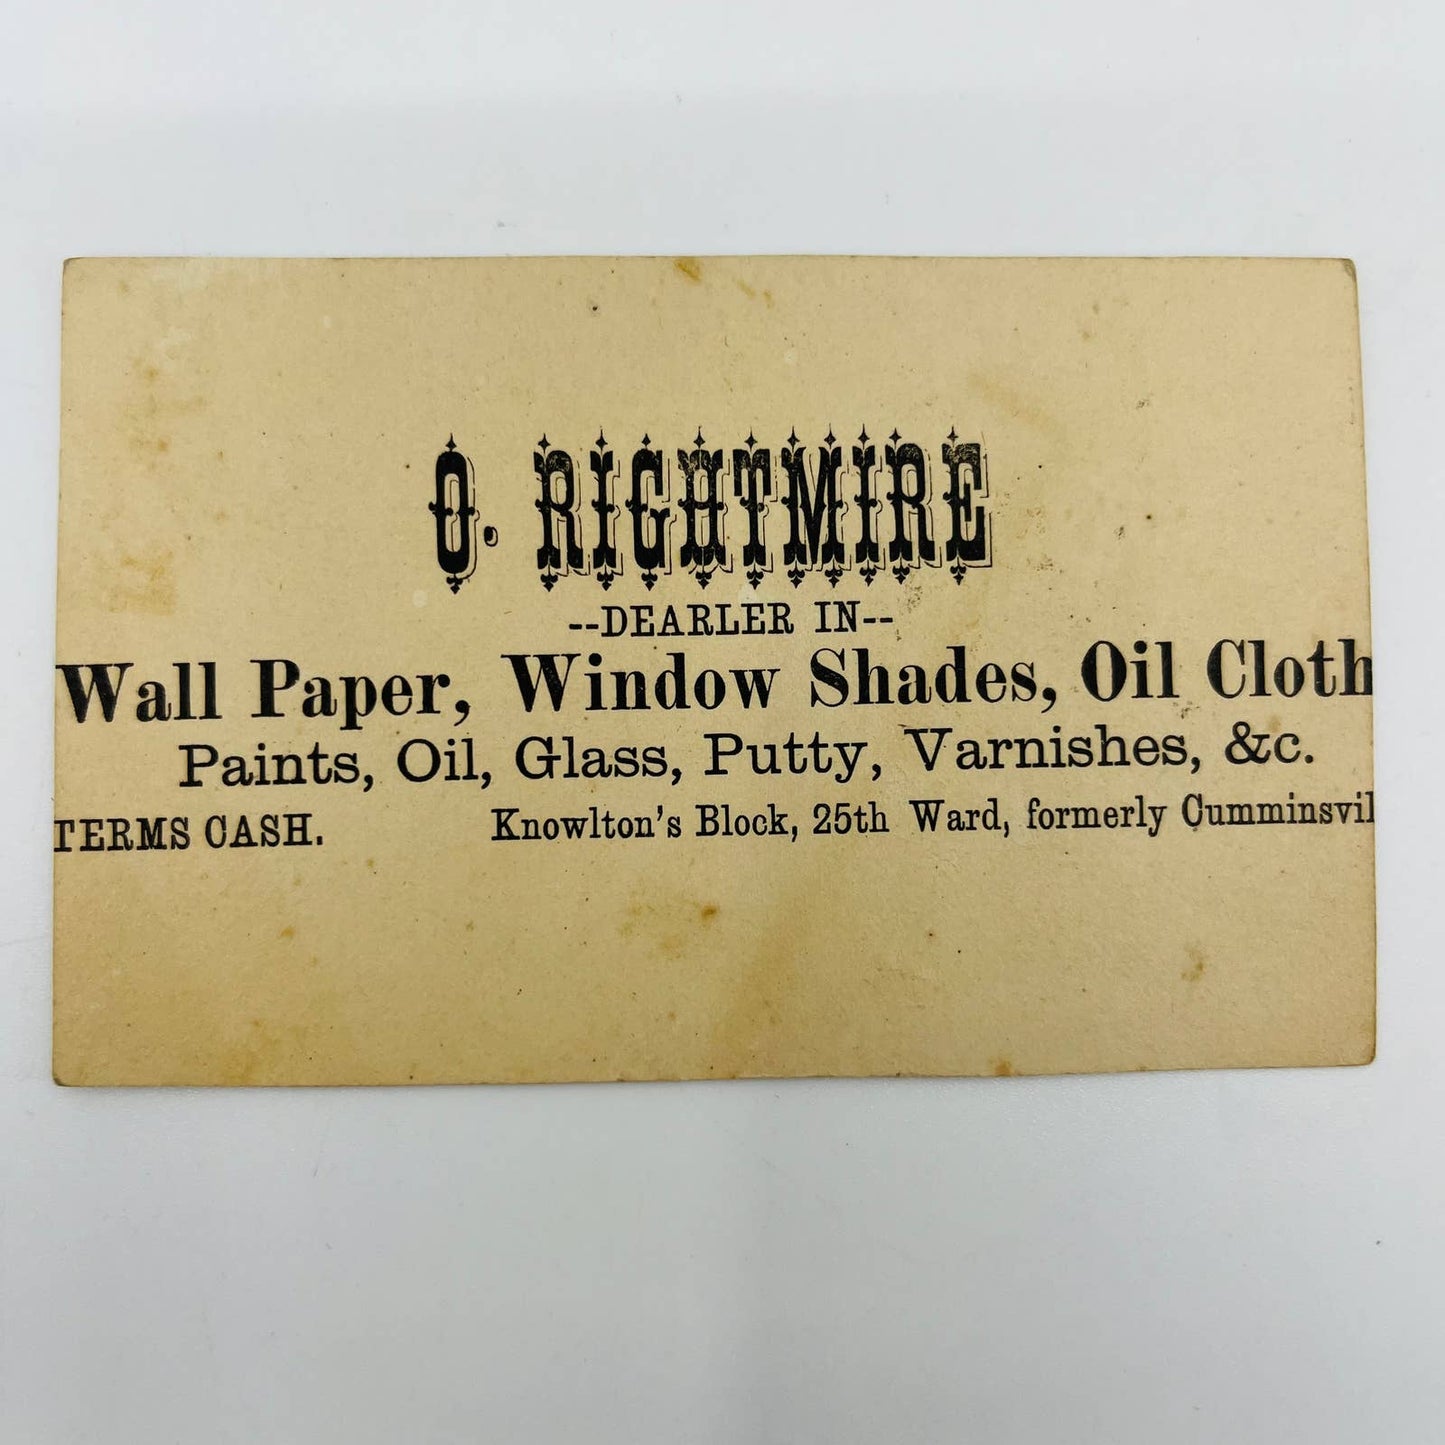 O. RIGHTMIRE
--DEARLER IN--
Wall Paper, Window Shades, Oil Cloth
Paints, Oil, Glass, Putty, Varnishes, &c.
TERMS CASH. Knowlton's Block, 25th Ward, formerly Cumminsvil